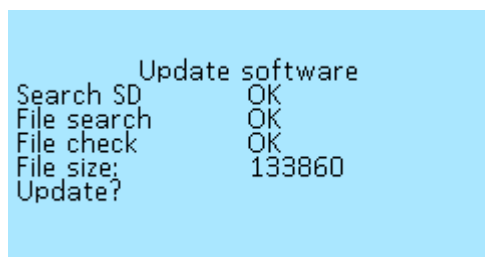 Update software
Search SD OK
File search OK
File check OK
File size: 133860
Update?